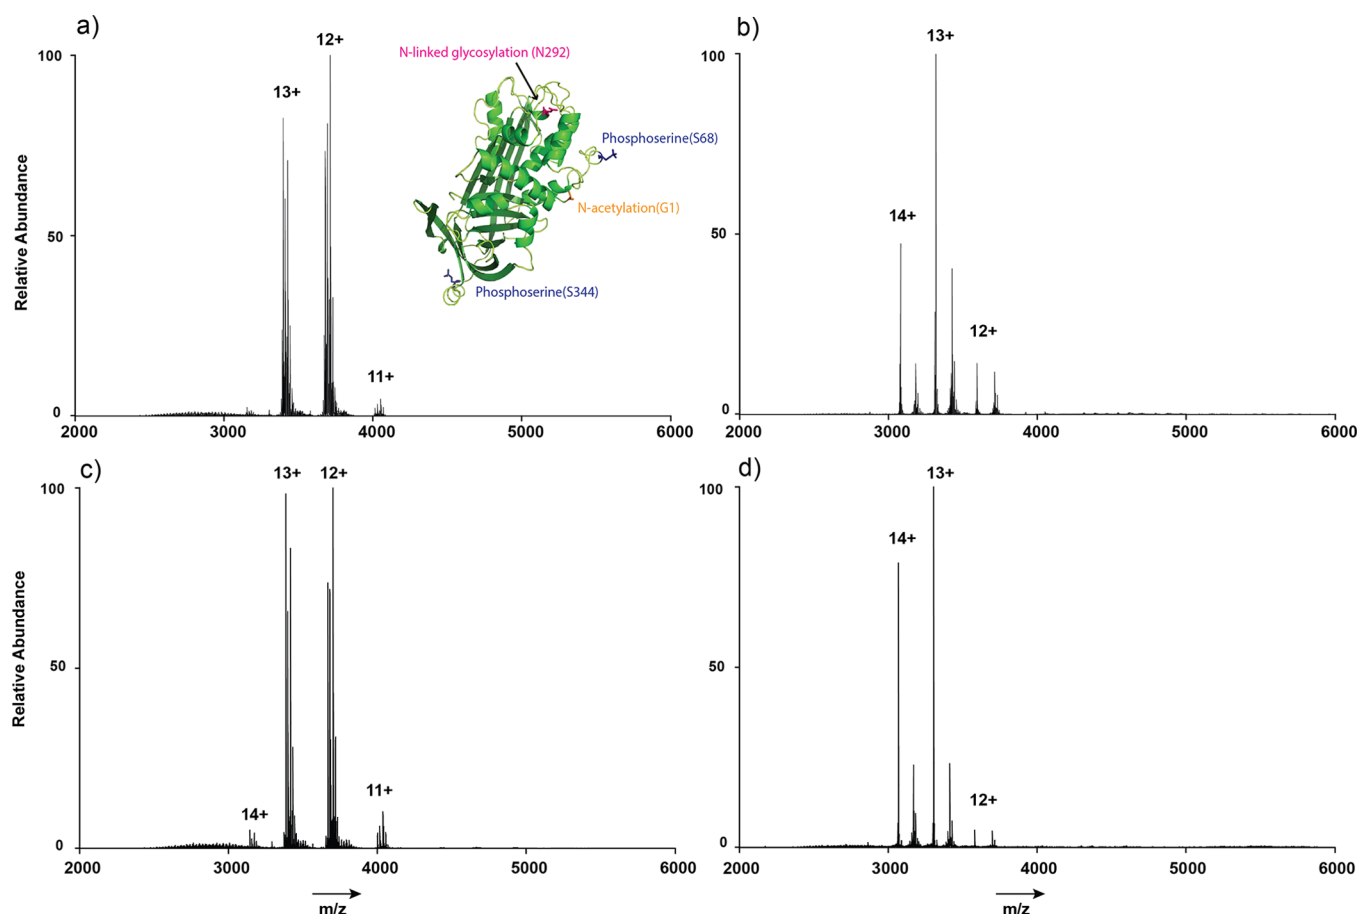 a)
12+
13+
11+
N-linked glycosylation (N292)
Phosphoserine(S68)
N-acetylation(G1)
Phosphoserine(S344)
Relative Abundance
100
50
0
2000 3000 4000 5000 6000
b)
13+
14+
12+
100
50
0
2000 3000 4000 5000 6000
c)
13+ 12+
14+
11+
Relative Abundance
100
50
0
2000 3000 4000 5000 6000
m/z
d)
13+
14+
12+
100
50
0
2000 3000 4000 5000 6000
m/z